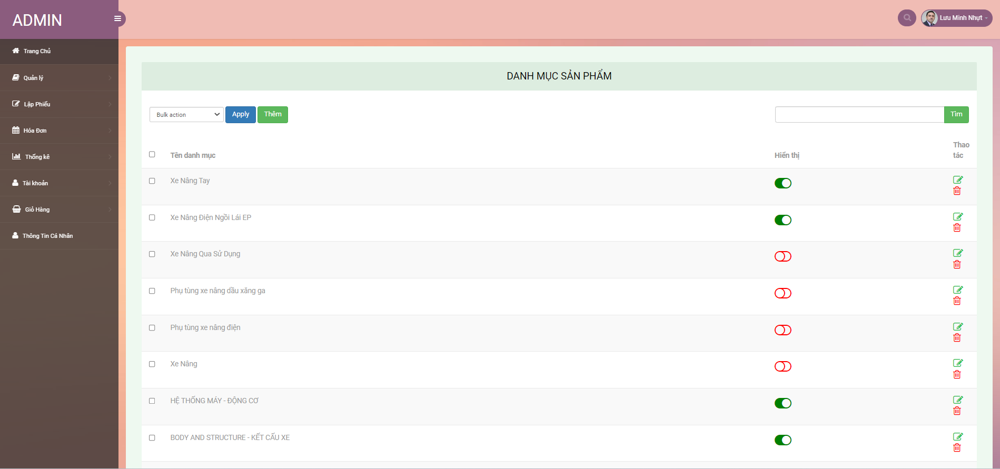 ADMIN
Lưu Minh Nhựt
Trang Chủ
Quản lý
Lập Phiếu
Hóa Đơn
Thống kê
Tài khoản
Giỏ Hàng
Thông Tin Cá Nhân
DANH MỤC SẢN PHẨM
Bulk action
Apply
Thêm
Tìm
Tên danh mục
Hiển thị
Thao
tác
Xe Nâng Tay
Xe Nâng Điện Ngồi Lái EP
Xe Nâng Qua Sử Dụng
Phụ tùng xe nâng dầu xăng ga
Phụ tùng xe nâng điện
Xe Nâng
HỆ THỐNG MÁY - ĐỘNG CƠ
BODY AND STRUCTURE - KẾT CẤU XE